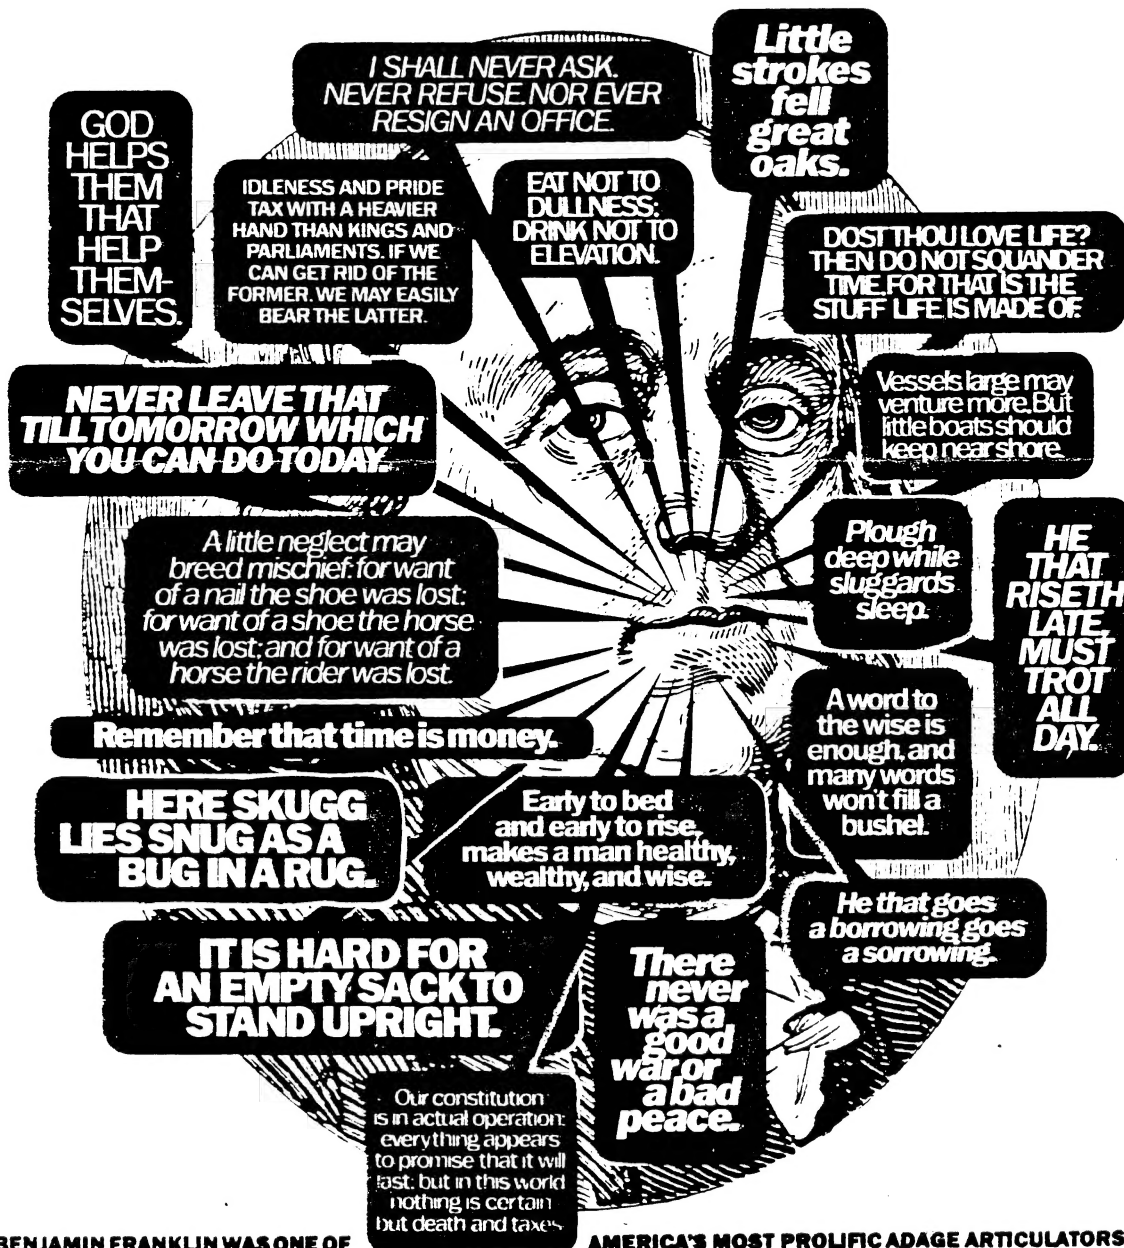 I SHALL NEVER ASK.
NEVER REFUSE. NOR EVER
RESIGN AN OFFICE.
Little
strokes
fell
great
oaks.
GOD
HELPS
THEM
THAT
HELP
THEM-
SELVES.
IDLENESS AND PRIDE
TAX WITH A HEAVIER
HAND THAN KINGS AND
PARLIAMENTS. IF WE
CAN GET RID OF THE
FORMER. WE MAY EASILY
BEAR THE LATTER.
EAT NOT TO
DULLNESS:
DRINK NOT TO
ELEVATION.
DOST THOU LOVE LIFE?
THEN DO NOT SQUANDER
TIME. FOR THAT IS THE
STUFF LIFE IS MADE OF.
NEVER LEAVE THAT
TILL TOMORROW WHICH
YOU CAN DO TODAY.
Vessels large may
venture more. But
little boats should
keep near shore.
A little neglect may
breed mischief: for want
of a nail the shoe was lost:
for want of a shoe the horse
was lost: and for want of a
horse the rider was lost.
Plough
deep while
sluggards
sleep.
HE
THAT
RISETH
LATE,
MUST
TROT
ALL
DAY.
Remember that time is money.
A word to
the wise is
enough, and
many words
won't fill a
bushel.
HERE SKUGG
LIES SNUG AS A
BUG IN A RUG.
Early to bed
and early to rise,
makes a man healthy,
wealthy, and wise.
He that goes
a borrowing goes
a sorrowing.
IT IS HARD FOR
AN EMPTY SACK TO
STAND UPRIGHT.
There
never
was a
good
war or
a bad
peace.
Our constitution
is in actual operation:
everything appears
to promise that it will
last: but in this world
nothing is certain
but death and taxes
BENJAMIN FRANKLIN WAS ONE OF AMERICA'S MOST PROLIFIC ADAGE ARTICULATORS